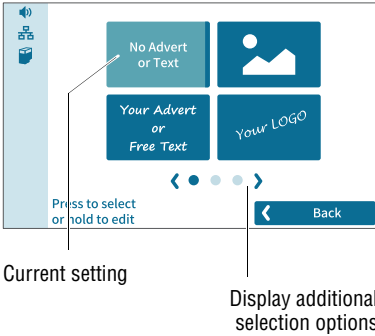 No Advert
or Text
Your Advert
or
Free Text
Your LOGO
Press to select
or hold to edit
Back
Current setting
Display additional
selection options